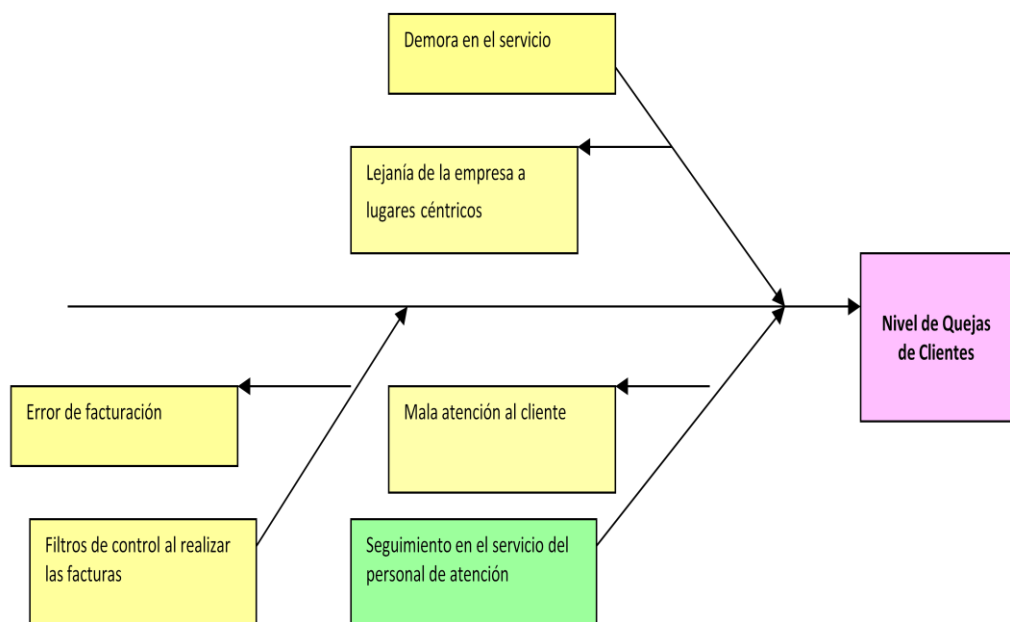 Demora en el servicio
Lejanía de la empresa a
lugares céntricos
Nivel de Quejas
de Clientes
Error de facturación
Mala atención al cliente
Filtros de control al realizar
las facturas
Seguimiento en el servicio del
personal de atención